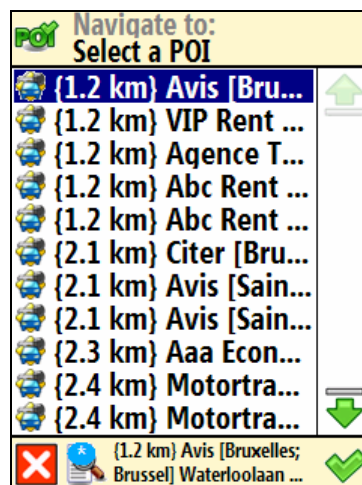 POI Navigate to:
Select a POI
{1.2 km} Avis [Bru...
{1.2 km} VIP Rent ...
{1.2 km} Agence T...
{1.2 km} Abc Rent ...
{1.2 km} Abc Rent ...
{2.1 km} Citer [Bru...
{2.1 km} Avis [Sain...
{2.1 km} Avis [Sain...
{2.3 km} Aaa Econ...
{2.4 km} Motortra...
{2.4 km} Motortra...
{1.2 km} Avis [Bruxelles;
Brussel] Waterloolaan ...